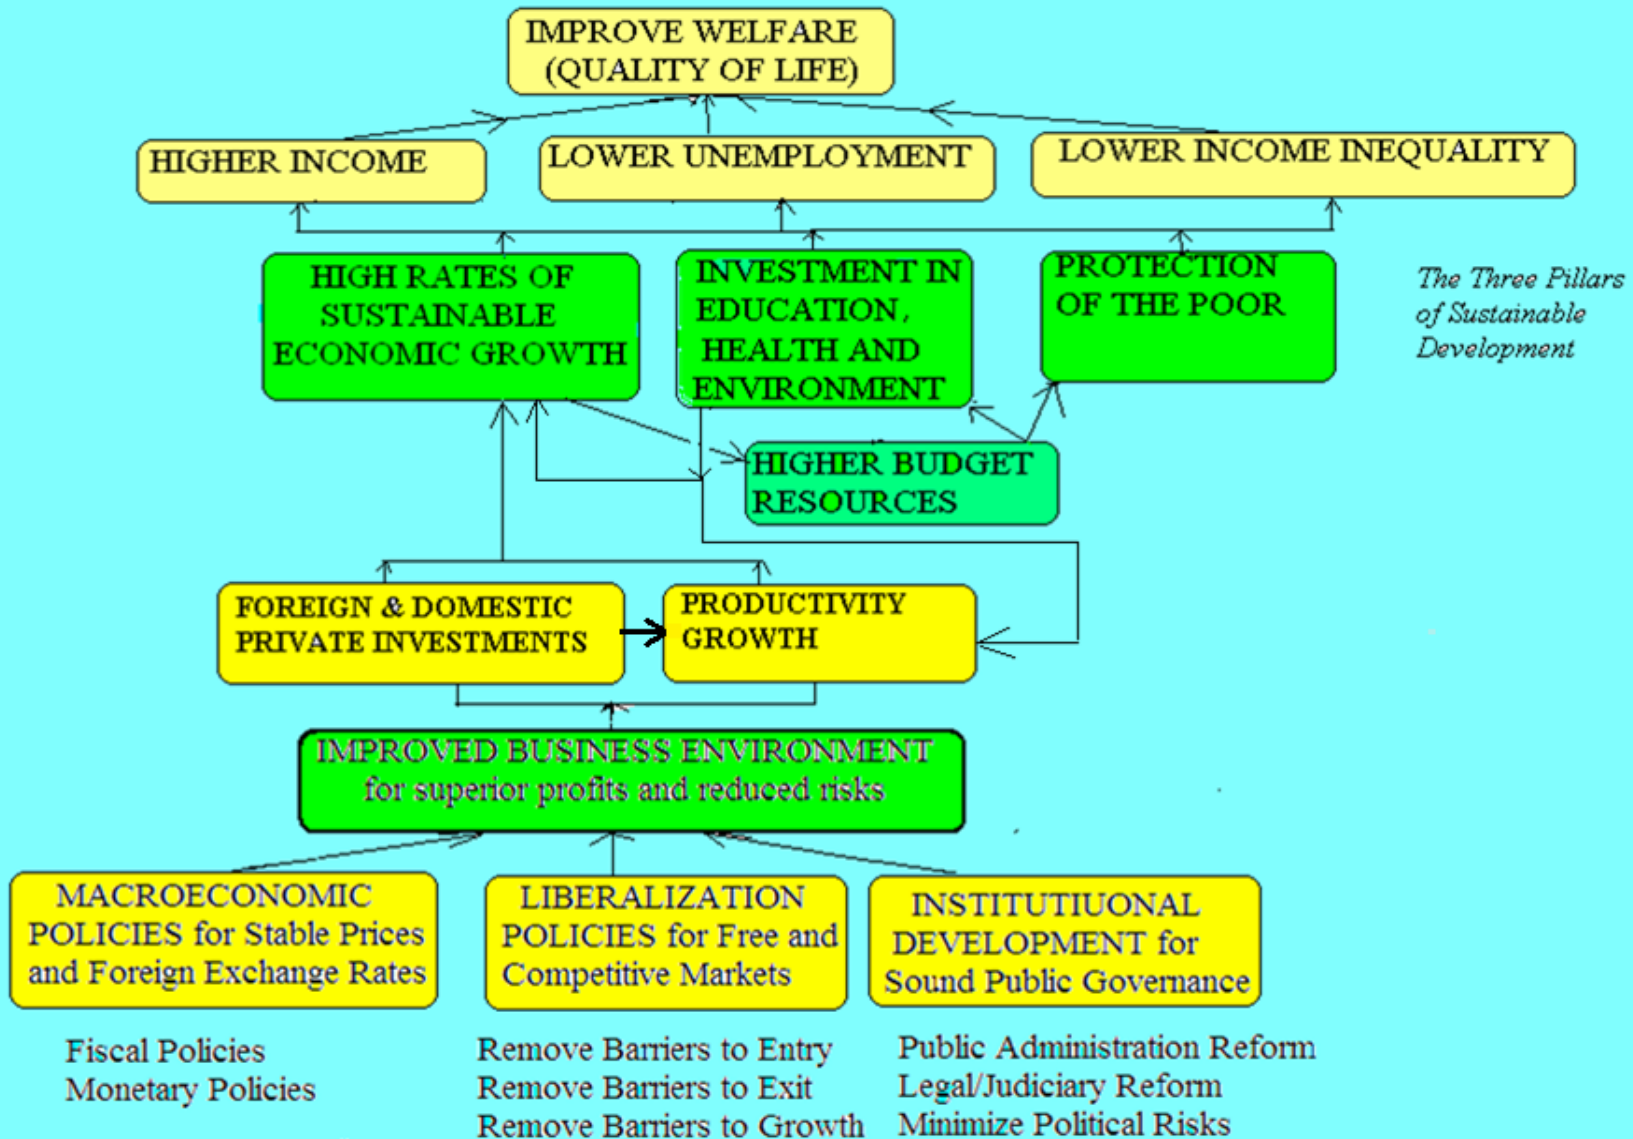 IMPROVE WELFARE
(QUALITY OF LIFE)
HIGHER INCOME
LOWER UNEMPLOYMENT
LOWER INCOME INEQUALITY
HIGH RATES OF
SUSTAINABLE
ECONOMIC GROWTH
INVESTMENT IN
EDUCATION,
HEALTH AND
ENVIRONMENT
PROTECTION
OF THE POOR
The Three Pillars
of Sustainable
Development
HIGHER BUDGET
RESOURCES
FOREIGN & DOMESTIC
PRIVATE INVESTMENTS
PRODUCTIVITY
GROWTH
IMPROVED BUSINESS ENVIRONMENT
for superior profits and reduced risks
MACROECONOMIC
POLICIES for Stable Prices
and Foreign Exchange Rates
LIBERALIZATION
POLICIES for Free and
Competitive Markets
INSTITUTIUONAL
DEVELOPMENT for
Sound Public Governance
Fiscal Policies
Monetary Policies
Remove Barriers to Entry
Remove Barriers to Exit
Remove Barriers to Growth
Public Administration Reform
Legal/Judiciary Reform
Minimize Political Risks